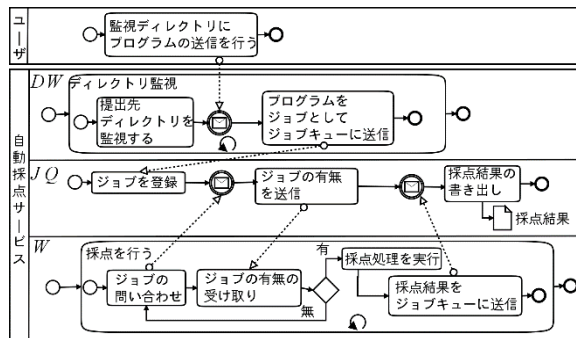 ユーザ
監視ディレクトリに
プログラムの送信を行う
自動採点サービス
DW
ディレクトリ監視
提出先
ディレクトリを
監視する
プログラムを
ジョブとして
ジョブキューに送信
JQ
ジョブを登録
ジョブの有無
を送信
採点結果の
書き出し
採点結果
W
採点を行う
ジョブの
問い合わせ
ジョブの有無の
受け取り
有
無
採点処理を実行
採点結果を
ジョブキューに送信